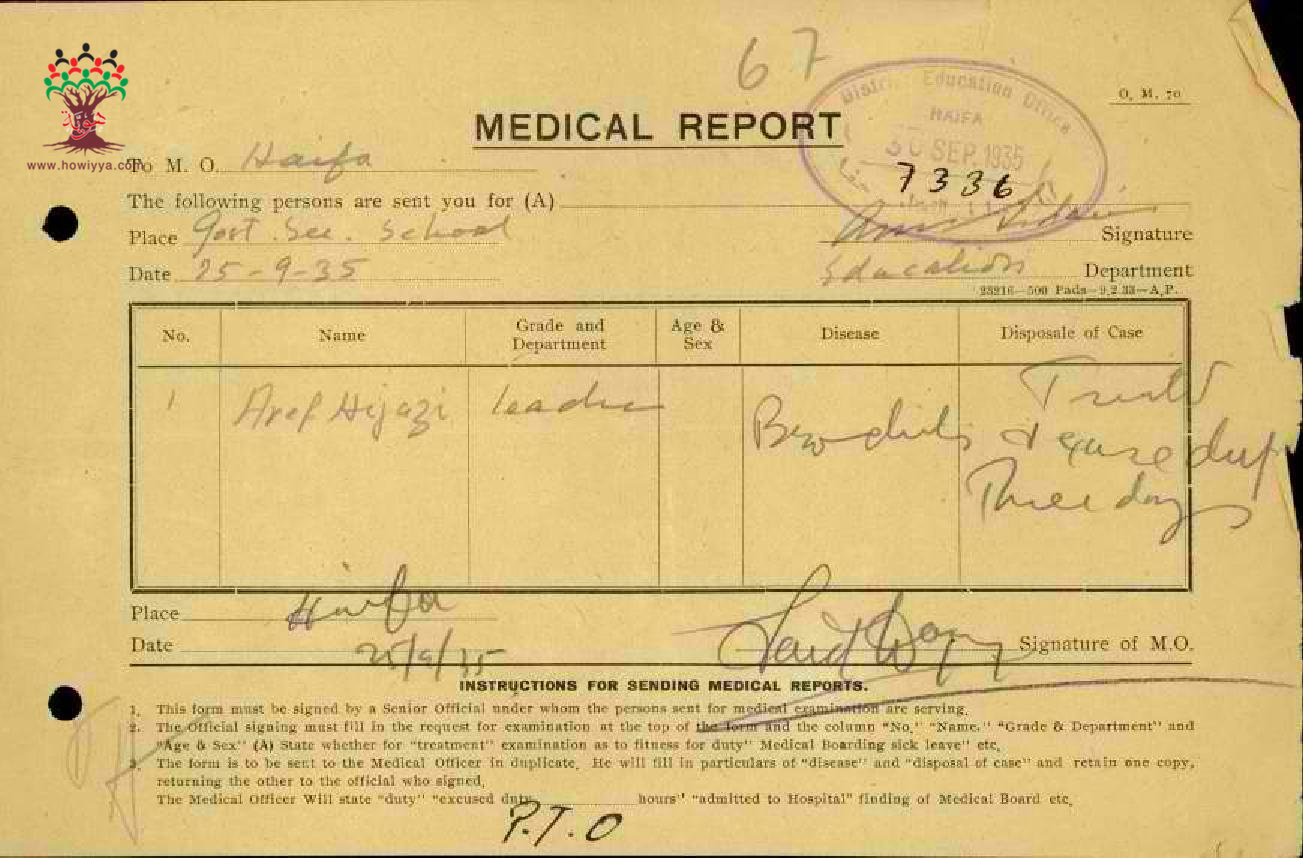 67
O. M. 70
District Education Office
HAIFA
30 SEP. 1935
7336
MEDICAL REPORT
www.howiyya.com
To M. O. Haifa
The following persons are sent you for (A)
Place Govt. Sec. School
Signature
Date 25-9-35
Education Department
23216—500 Pads—9.2.33—A.P.
No. Name Grade and Department Age & Sex Disease Disposale of Case
1 Aref Hijazi teacher Bronchitis Treated
& excused duty
Three days
Place Haifa
Date 25/9/35 Signature of M.O.
INSTRUCTIONS FOR SENDING MEDICAL REPORTS.
1. This form must be signed by a Senior Official under whom the persons sent for medical examination are serving.
2. The Official signing must fill in the request for examination at the top of the form and the column "No." "Name." "Grade & Department" and
"Age & Sex" (A) State whether for "treatment" examination as to fitness for duty" Medical Boarding sick leave" etc.
3. The form is to be sent to the Medical Officer in duplicate. He will fill in particulars of "disease" and "disposal of case" and retain one copy,
returning the other to the official who signed.
The Medical Officer Will state "duty" "excused duty hours" "admitted to Hospital" finding of Medical Board etc.
P.T.O